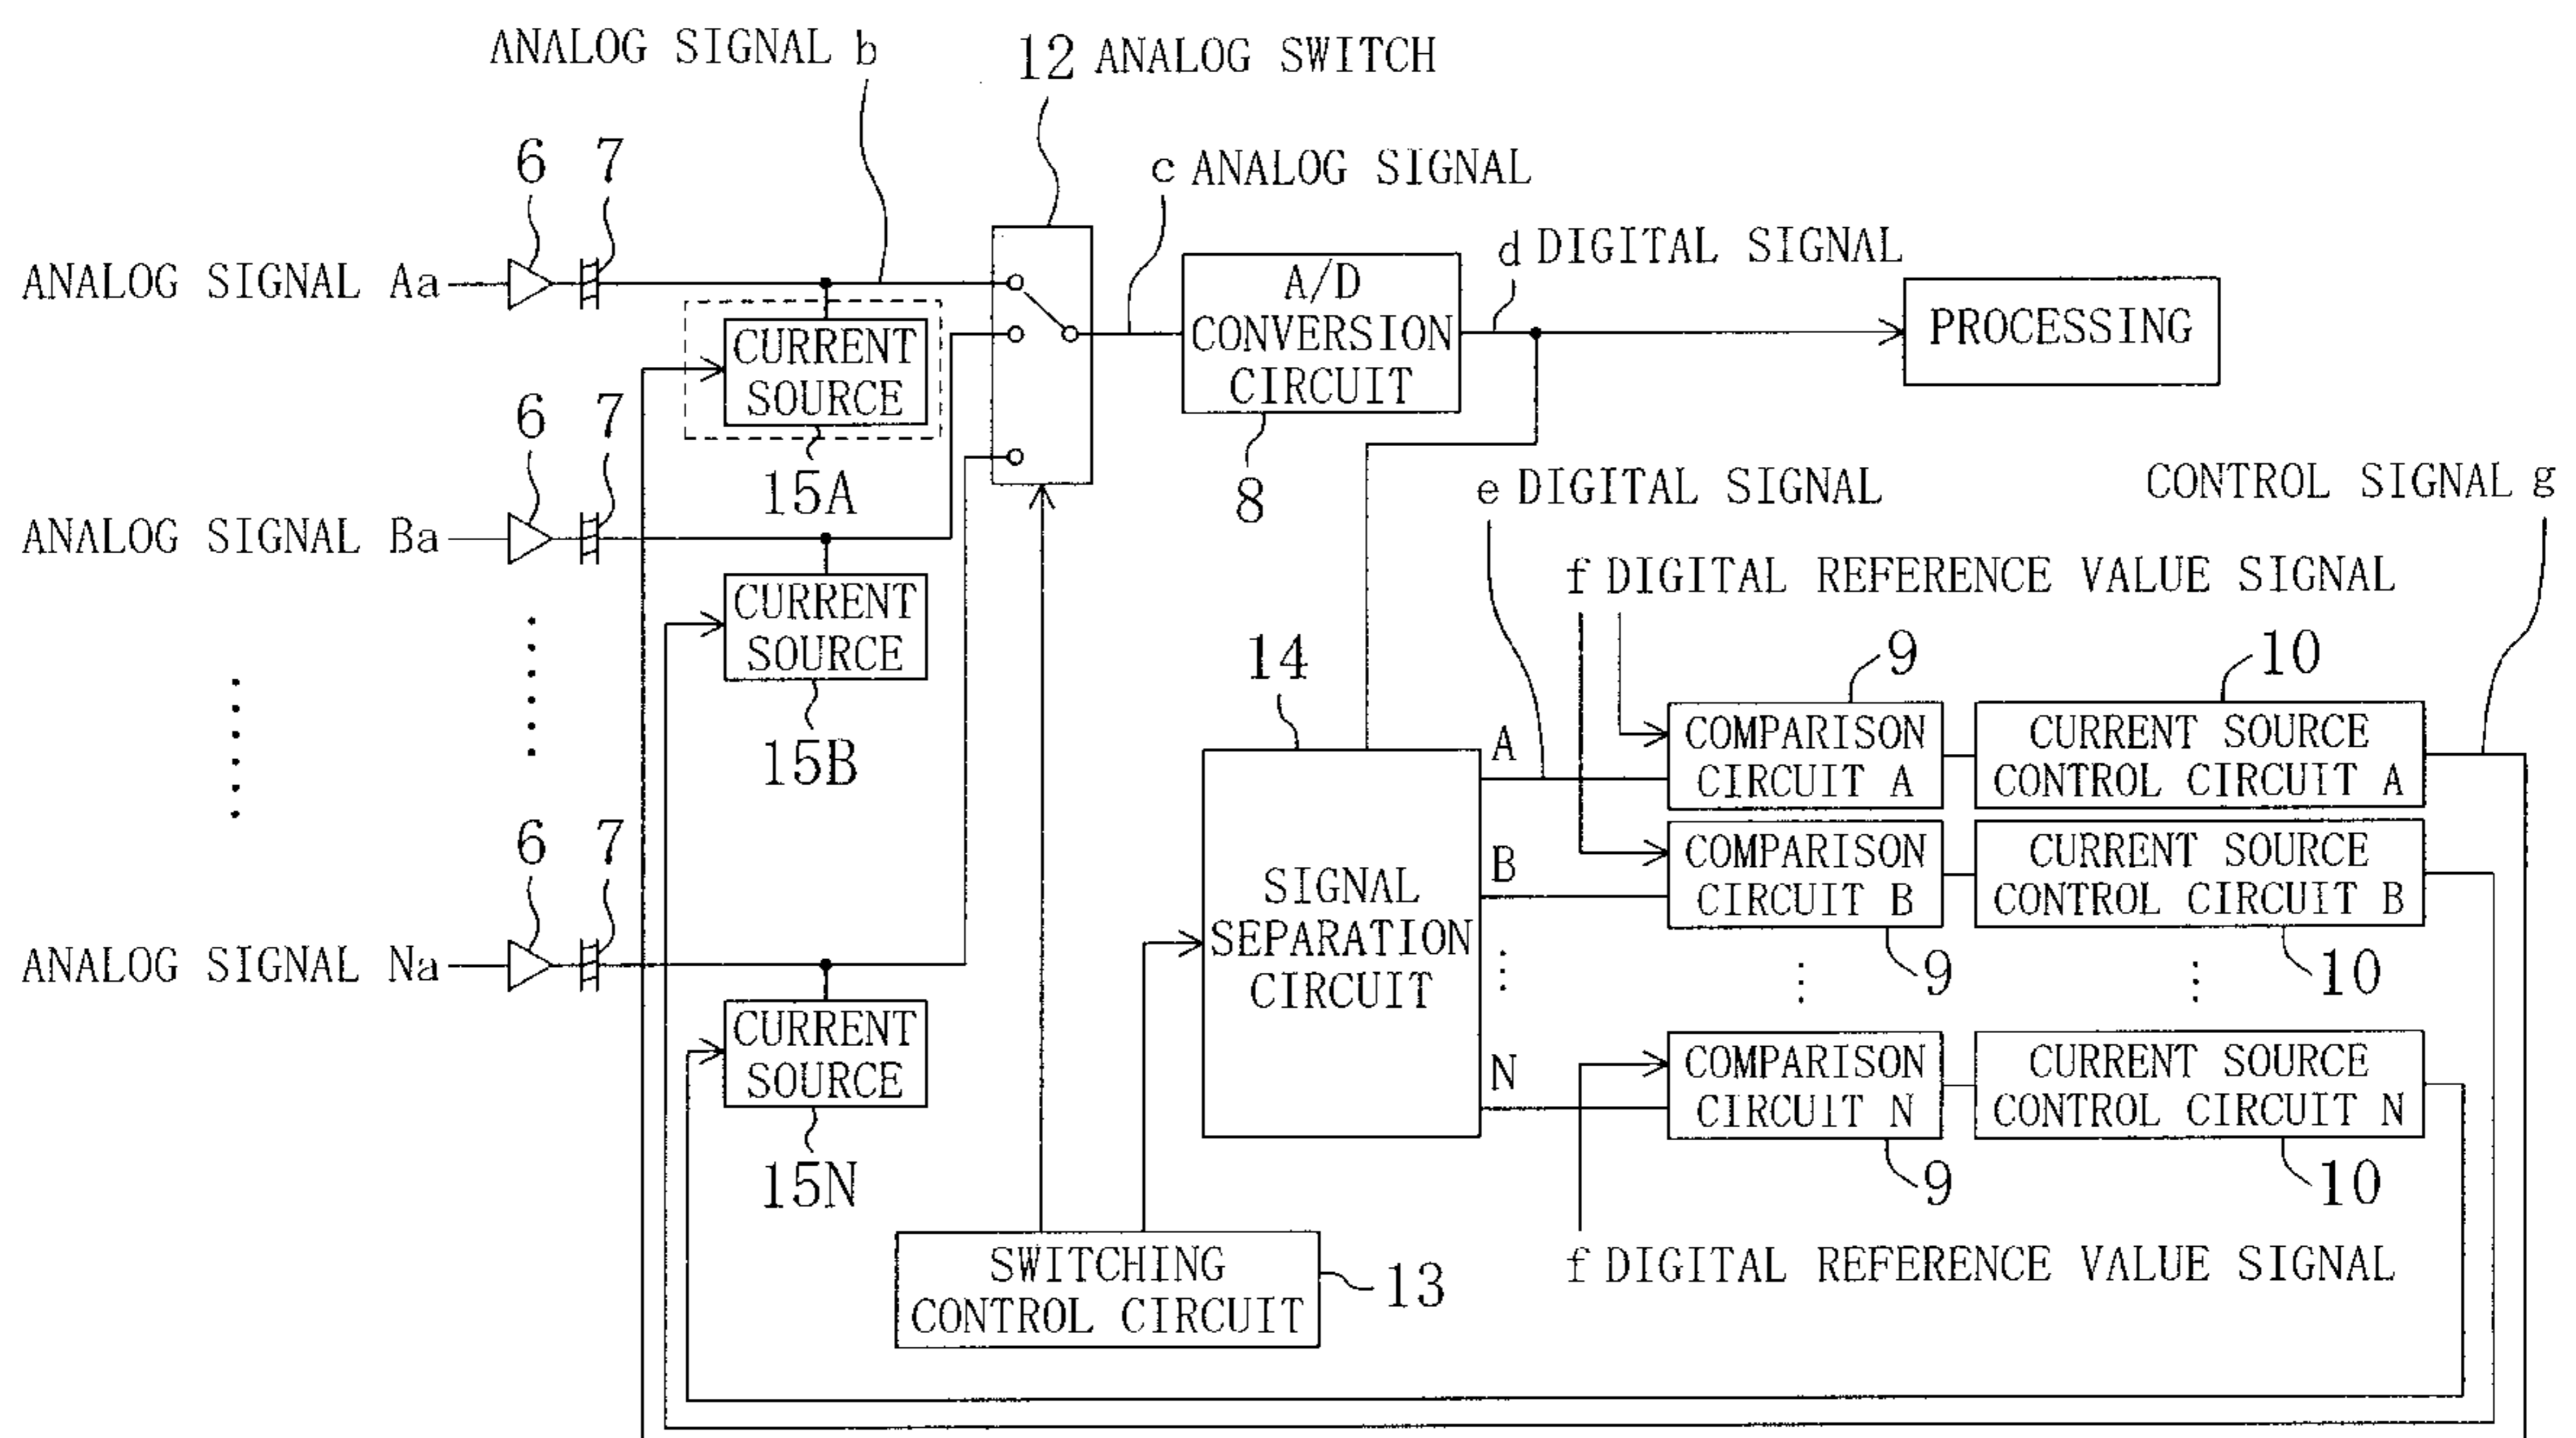 ANALOG SIGNAL b
12 ANALOG SWITCH
c ANALOG SIGNAL
6
7
ANALOG SIGNAL Aa
d DIGITAL SIGNAL
A/D
CONVERSION
CIRCUIT
8
PROCESSING
CURRENT
SOURCE
15A
6
7
ANALOG SIGNAL Ba
CURRENT
SOURCE
15B
e DIGITAL SIGNAL
CONTROL SIGNAL g
f DIGITAL REFERENCE VALUE SIGNAL
14
SIGNAL
SEPARATION
CIRCUIT
A
B
N
9
COMPARISON
CIRCUIT A
10
CURRENT SOURCE
CONTROL CIRCUIT A
COMPARISON
CIRCUIT B
9
CURRENT SOURCE
CONTROL CIRCUIT B
10
COMPARISON
CIRCUIT N
9
CURRENT SOURCE
CONTROL CIRCUIT N
10
f DIGITAL REFERENCE VALUE SIGNAL
6
7
ANALOG SIGNAL Na
CURRENT
SOURCE
15N
SWITCHING
CONTROL CIRCUIT
13